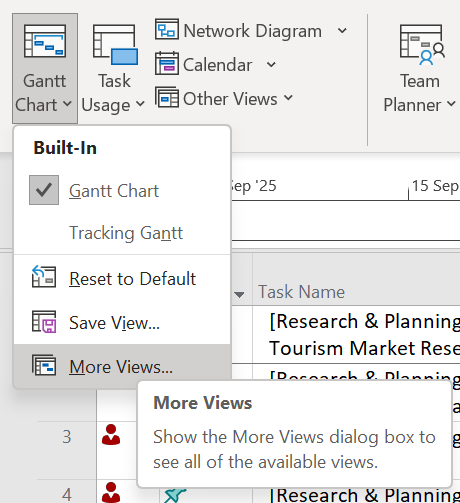 Gantt Chart
Task Usage
Network Diagram
Calendar
Other Views
Team Planner
Built-In
Gantt Chart
Tracking Gantt
Reset to Default
Save View...
More Views...
Sep '25
15 Sep
Task Name
[Research & Planning
Tourism Market Rese
[Research & Planning
More Views
Show the More Views dialog box to
see all of the available views.
3
4
[Research & Planning